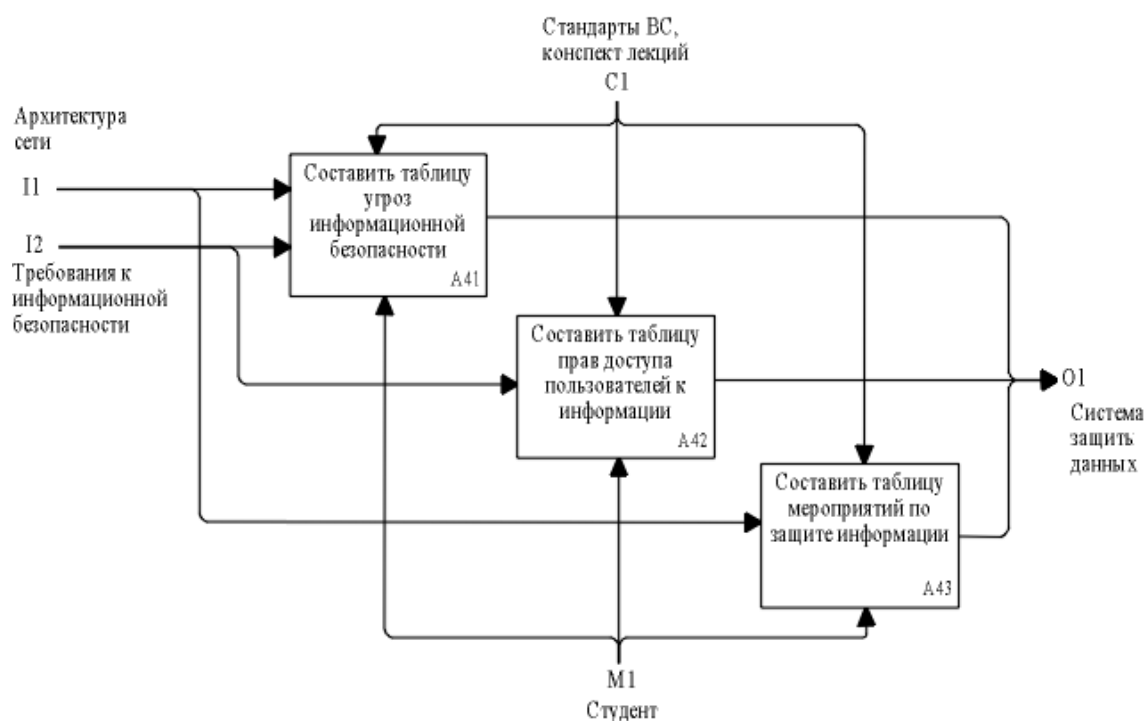 Стандарты ВС,
конспект лекций
C1
Архитектура
сети
I1
I2
Требования к
информационной
безопасности
Составить таблицу
угроз
информационной
безопасности
A41
Составить таблицу
прав доступа
пользователей к
информации
A42
Составить таблицу
мероприятий по
защите информации
A43
O1
Система
защить
данных
M1
Студент